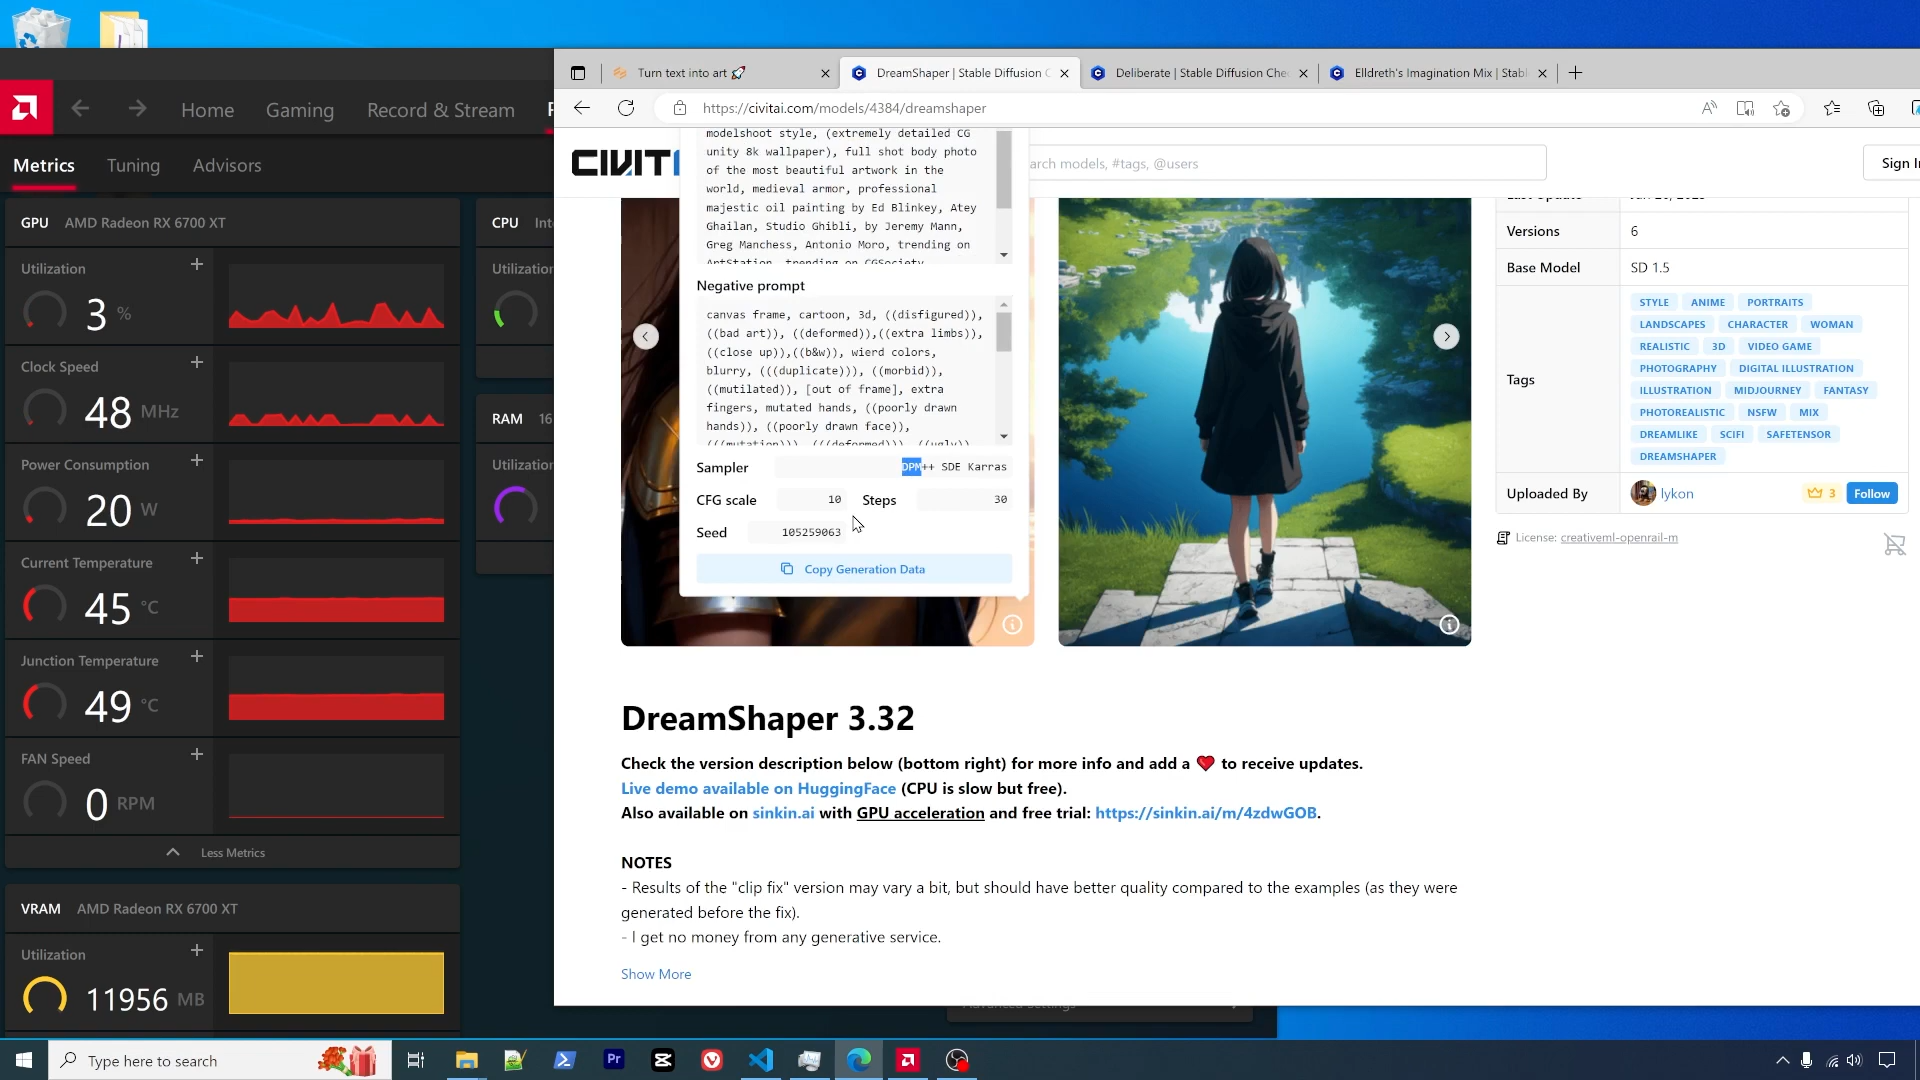 Home
Gaming
Record & Stream
Metrics
Tuning
Advisors
GPU AMD Radeon RX 6700 XT
Utilization
3 %
Clock Speed
48 MHz
Power Consumption
20 W
Current Temperature
45 °C
Junction Temperature
49 °C
FAN Speed
0 RPM
Less Metrics
VRAM AMD Radeon RX 6700 XT
Utilization
11956 MB
CPU
Utilization
RAM 16
Utilization
Turn text into art
DreamShaper | Stable Diffusion C
Deliberate | Stable Diffusion Che
Elldreth's Imagination Mix | Stabl
https://civitai.com/models/4384/dreamshaper
CIVIT
arch models, #tags, @users
Sign In
modelshoot style, (extremely detailed CG
unity 8k wallpaper), full shot body photo
of the most beautiful artwork in the
world, medieval armor, professional
majestic oil painting by Ed Blinkey, Atey
Ghailan, Studio Ghibli, by Jeremy Mann,
Greg Manchess, Antonio Moro, trending on
ArtStation, trending on CGSociety,
Negative prompt
canvas frame, cartoon, 3d, ((disfigured)),
((bad art)), ((deformed)),((extra limbs)),
((close up)),((b&w)), wierd colors,
blurry, (((duplicate))), ((morbid)),
((mutilated)), [out of frame], extra
fingers, mutated hands, ((poorly drawn
hands)), ((poorly drawn face)),
(((mutation))), (((deformed))), ((ugly))
Sampler DPM++ SDE Karras
CFG scale 10 Steps 30
Seed 105259063
Copy Generation Data
Versions 6
Base Model SD 1.5
Tags
STYLE ANIME PORTRAITS
LANDSCAPES CHARACTER WOMAN
REALISTIC 3D VIDEO GAME
PHOTOGRAPHY DIGITAL ILLUSTRATION
ILLUSTRATION MIDJOURNEY FANTASY
PHOTOREALISTIC NSFW MIX
DREAMLIKE SCIFI SAFETENSOR
DREAMSHAPER
Uploaded By lykon 3 Follow
License: creativeml-openrail-m
DreamShaper 3.32
Check the version description below (bottom right) for more info and add a ❤️ to receive updates.
Live demo available on HuggingFace (CPU is slow but free).
Also available on sinkin.ai with GPU acceleration and free trial: https://sinkin.ai/m/4zdwGOB.
NOTES
- Results of the "clip fix" version may vary a bit, but should have better quality compared to the examples (as they were
generated before the fix).
- I get no money from any generative service.
Show More
Type here to search
Pr